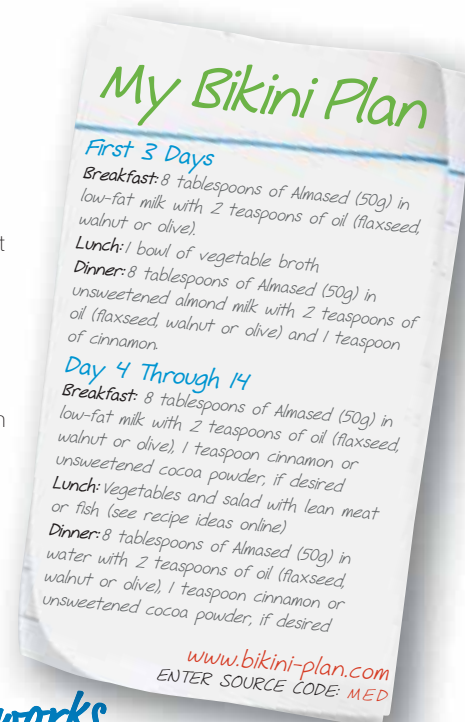 My Bikini Plan
First 3 Days
Breakfast: 8 tablespoons of Almased (50g) in
low-fat milk with 2 teaspoons of oil (flaxseed,
walnut or olive).
Lunch: 1 bowl of vegetable broth
Dinner: 8 tablespoons of Almased (50g) in
unsweetened almond milk with 2 teaspoons of
oil (flaxseed, walnut or olive) and 1 teaspoon
of cinnamon.
Day 4 Through 14
Breakfast: 8 tablespoons of Almased (50g) in
low-fat milk with 2 teaspoons of oil (flaxseed,
walnut or olive), 1 teaspoon cinnamon or
unsweetened cocoa powder, if desired
Lunch: Vegetables and salad with lean meat
or fish (see recipe ideas online)
Dinner: 8 tablespoons of Almased (50g) in
water with 2 teaspoons of oil (flaxseed,
walnut or olive), 1 teaspoon cinnamon or
unsweetened cocoa powder, if desired
www.bikini-plan.com
ENTER SOURCE CODE: MED
works